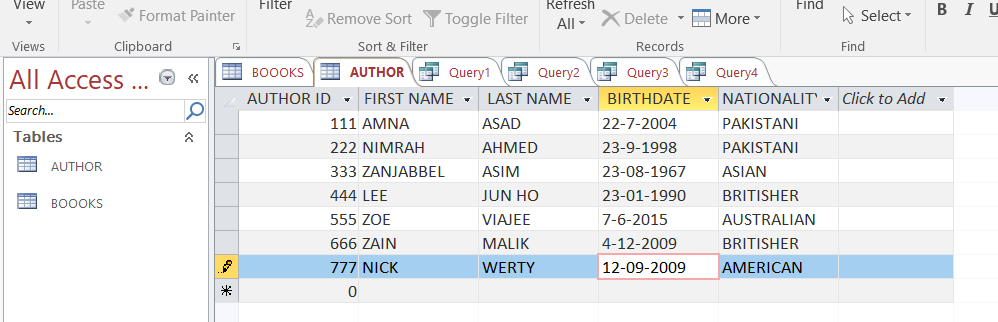 View Paste Format Painter Filter Remove Sort Toggle Filter Refresh All Delete More Find Select B I U
Views Clipboard Sort & Filter Records Find
All Access ... «
Search...
Tables
AUTHOR
BOOOKS
BOOOKS AUTHOR Query1 Query2 Query3 Query4
AUTHOR ID FIRST NAME LAST NAME BIRTHDATE NATIONALITY Click to Add
111 AMNA ASAD 22-7-2004 PAKISTANI
222 NIMRAH AHMED 23-9-1998 PAKISTANI
333 ZANJABBEL ASIM 23-08-1967 ASIAN
444 LEE JUN HO 23-01-1990 BRITISHER
555 ZOE VIAJEE 7-6-2015 AUSTRALIAN
666 ZAIN MALIK 4-12-2009 BRITISHER
777 NICK WERTY 12-09-2009 AMERICAN
0